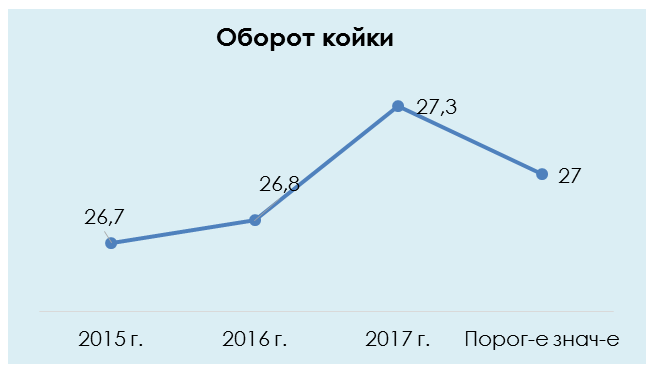 Оборот койки
27,3
26,8
27
26,7
2015 г.
2016 г.
2017 г.
Порог-е знач-е